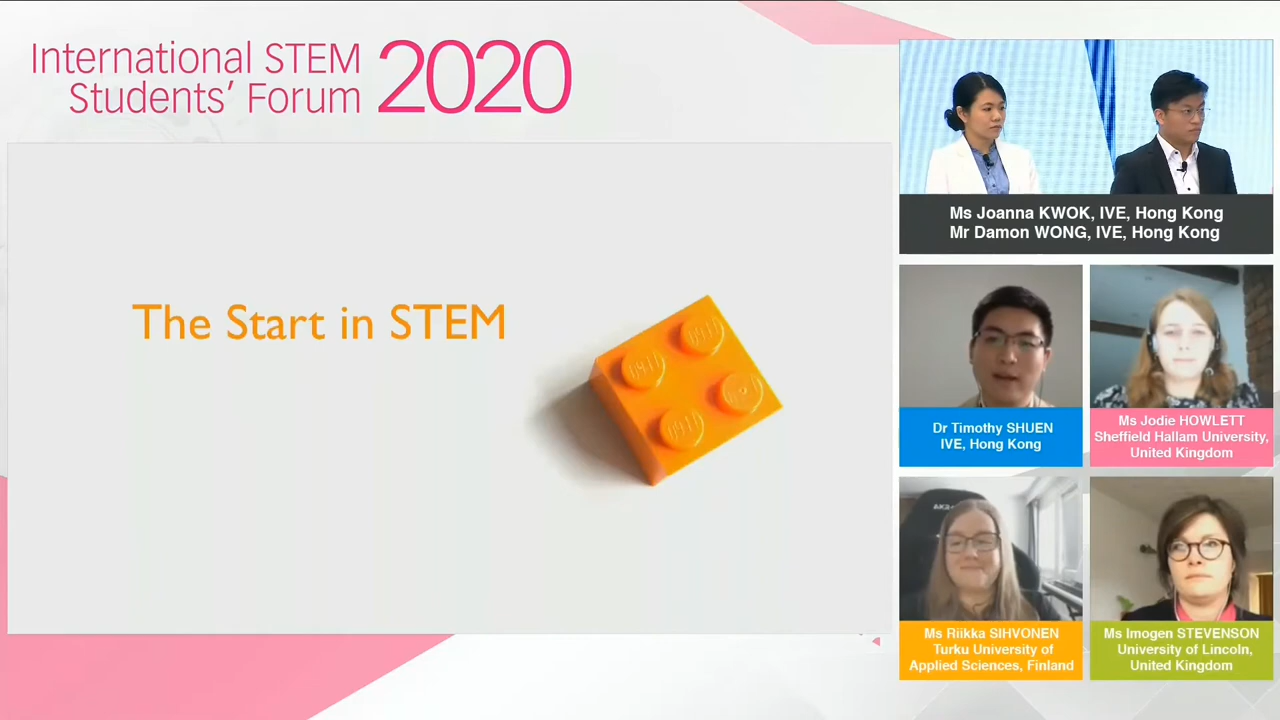 International STEM
Students' Forum
2020
The Start in STEM
Ms Joanna KWOK, IVE, Hong Kong
Mr Damon WONG, IVE, Hong Kong
Dr Timothy SHUEN
IVE, Hong Kong
Ms Jodie HOWLETT
Sheffield Hallam University,
United Kingdom
Ms Riikka SIHVONEN
Turku University of
Applied Sciences, Finland
Ms Imogen STEVENSON
University of Lincoln,
United Kingdom